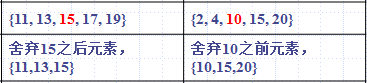 {11, 13, 15, 17, 19}
{2, 4, 10, 15, 20}
舍弃15之后元素，
{11,13,15}
舍弃10之前元素，
{10,15,20}